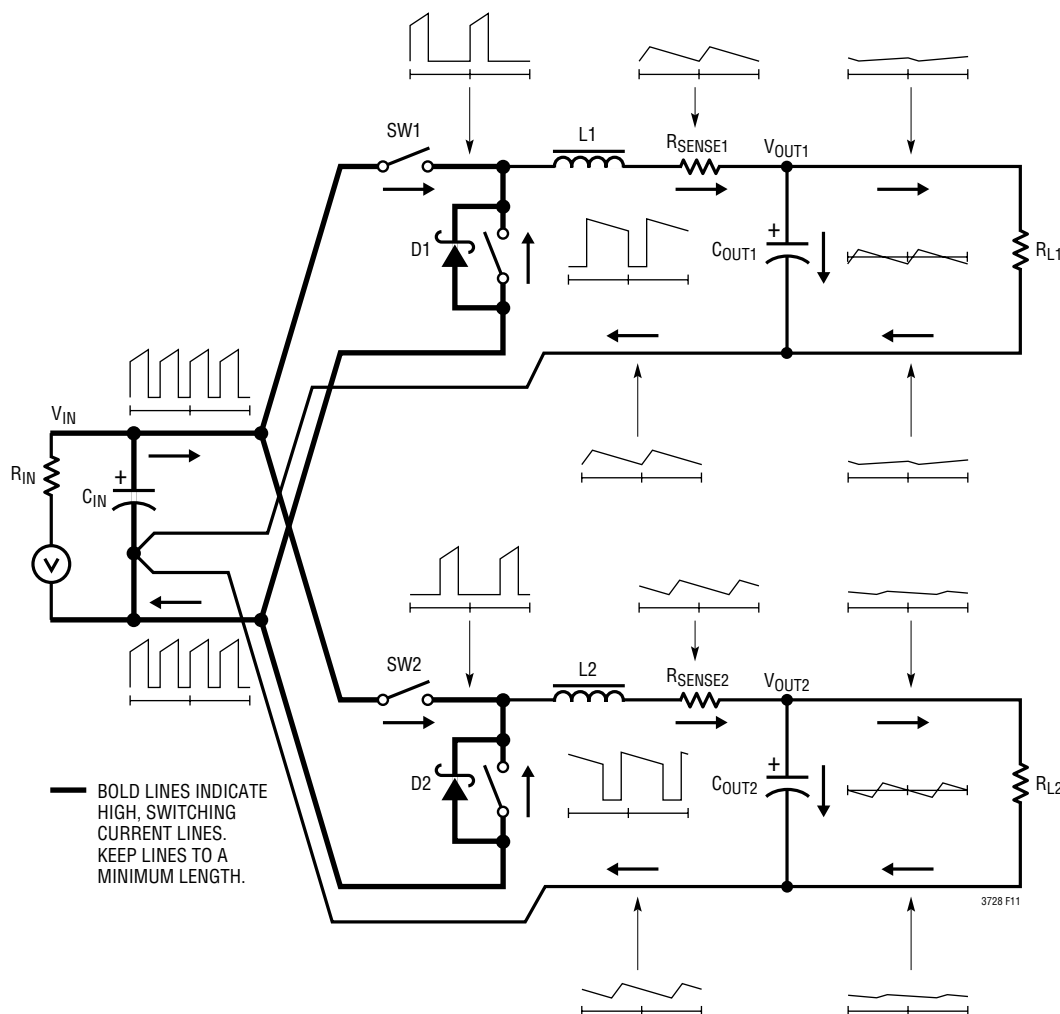 SW1
L1
RSENSE1
VOUT1
D1
COUT1
+
RL1
VIN
RIN
CIN
+
V
SW2
L2
RSENSE2
VOUT2
D2
COUT2
+
RL2
BOLD LINES INDICATE
HIGH, SWITCHING
CURRENT LINES.
KEEP LINES TO A
MINIMUM LENGTH.
3728 F11